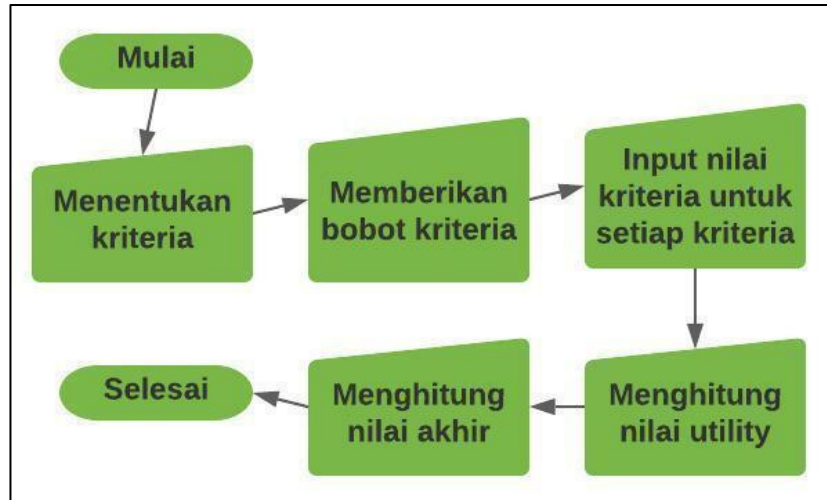 Mulai
Menentukan
kriteria
Memberikan
bobot kriteria
Input nilai
kriteria untuk
setiap kriteria
Menghitung
nilai utility
Menghitung
nilai akhir
Selesai